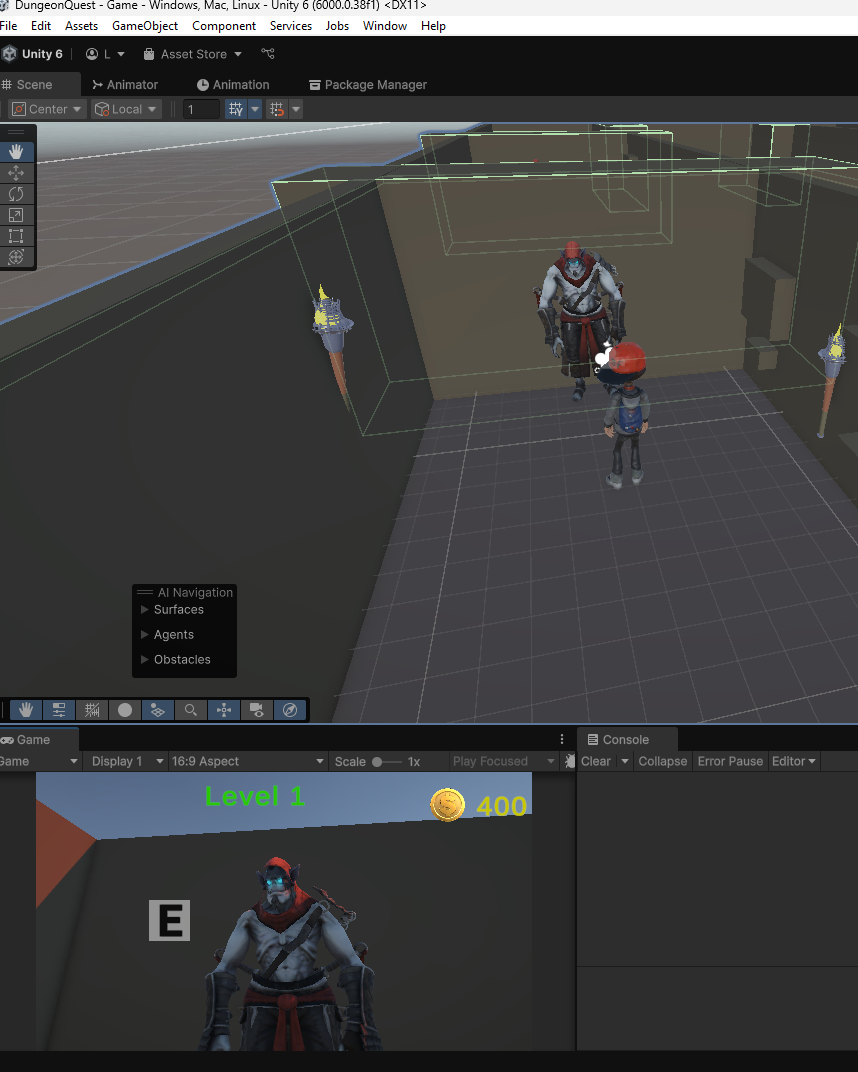 DungeonQuest - Game - Windows, Mac, Linux - Unity 6 (6000.0.38f1) <DX11>
File Edit Assets GameObject Component Services Jobs Window Help
Unity 6 L Asset Store
Scene Animator Animation Package Manager
Center Local 1
AI Navigation
Surfaces
Agents
Obstacles
Game Console
Game Display 1 16:9 Aspect Scale 1x Play Focused Clear Collapse Error Pause Editor
Level 1
400
E